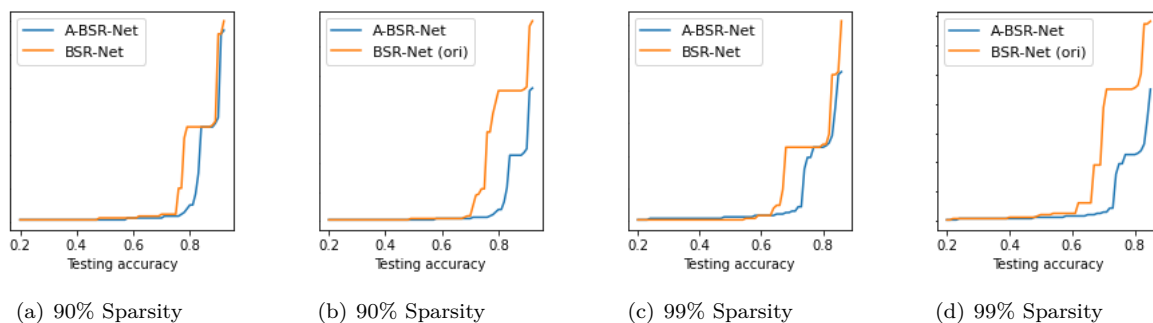 A-BSR-Net
BSR-Net
0.2 0.4 0.6 0.8
Testing accuracy
(a) 90% Sparsity
A-BSR-Net
BSR-Net (ori)
0.2 0.4 0.6 0.8
Testing accuracy
(b) 90% Sparsity
A-BSR-Net
BSR-Net
0.2 0.4 0.6 0.8
Testing accuracy
(c) 99% Sparsity
A-BSR-Net
BSR-Net (ori)
0.2 0.4 0.6 0.8
Testing accuracy
(d) 99% Sparsity